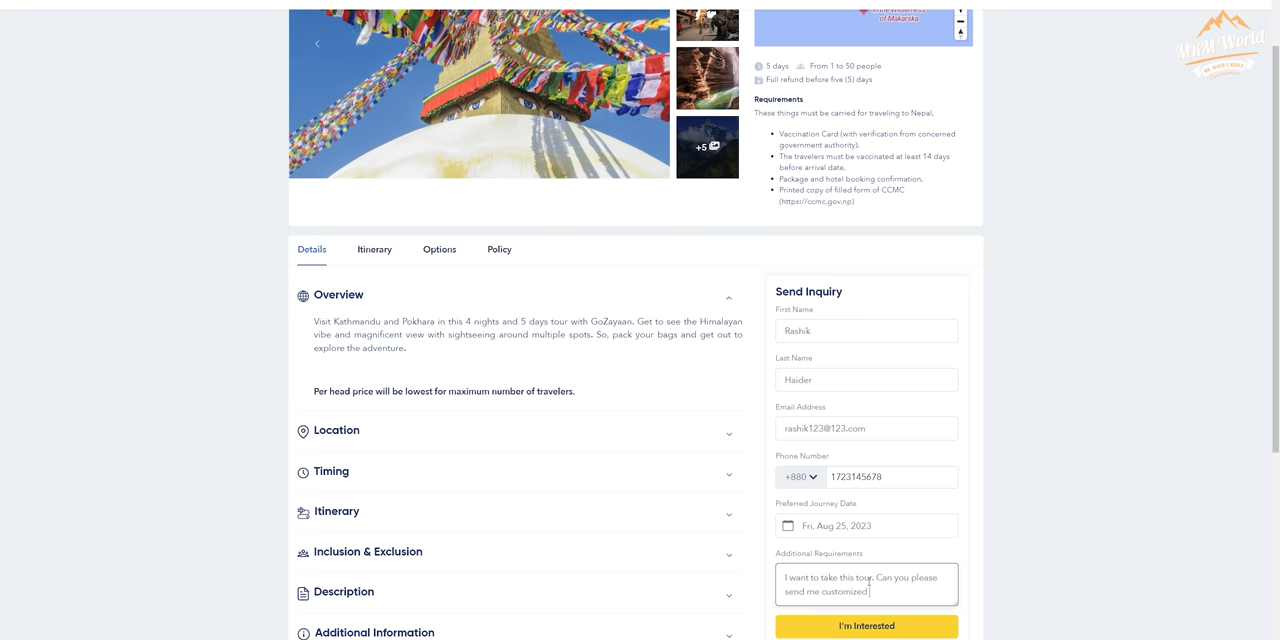 of Makarska
MRM World
5 days From 1 to 50 people
Full refund before five (5) days
Requirements
These things must be carried for traveling to Nepal,
Vaccination Card (with verification from concerned
government authority).
The travelers must be vaccinated at least 14 days
before arrival date.
Package and hotel booking confirmation.
Printed copy of filled form of CCMC
(https://ccmc.gov.np)
+5
Details Itinerary Options Policy
Overview
Visit Kathmandu and Pokhara in this 4 nights and 5 days tour with GoZayaan. Get to see the Himalayan
vibe and magnificent view with sightseeing around multiple spots. So, pack your bags and get out to
explore the adventure.
Per head price will be lowest for maximum number of travelers.
Location
Timing
Itinerary
Inclusion & Exclusion
Description
Additional Information
Send Inquiry
First Name
Rashik
Last Name
Haider
Email Address
rashik123@123.com
Phone Number
+880 1723145678
Preferred Journey Date
Fri, Aug 25, 2023
Additional Requirements
I want to take this tour. Can you please
send me customized
I'm Interested